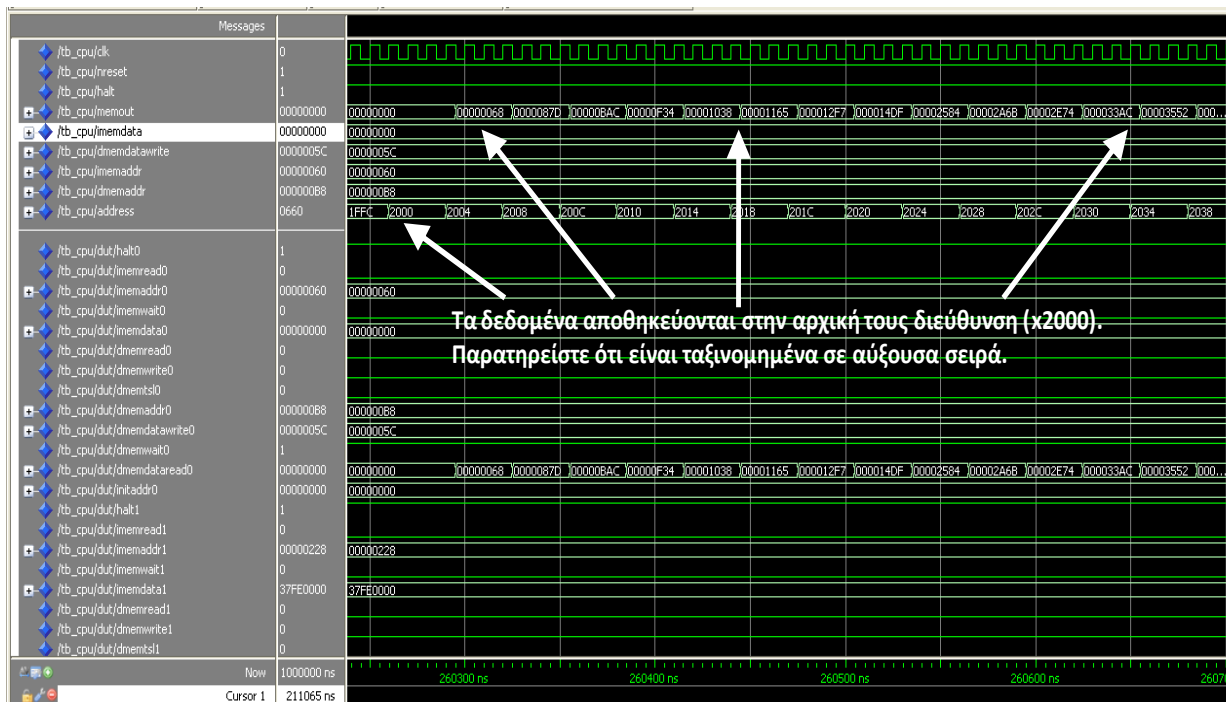 Messages
/tb_cpu/clk 0
/tb_cpu/nreset 1
/tb_cpu/halt 1
/tb_cpu/memout 00000000 00000000 00000068 0000087D 00000BAC 00000F34 00001038 00001165 000012F7 000014DF 00002584 00002A6B 00002E74 000033AC 00003552 000...
/tb_cpu/imemdata 00000000 00000000
/tb_cpu/dmemdatawrite 0000005C 0000005C
/tb_cpu/imemaddr 00000060 00000060
/tb_cpu/dmemaddr 000000B8 000000B8
/tb_cpu/address 0660 1FFC 2000 2004 2008 200C 2010 2014 2018 201C 2020 2024 2028 202C 2030 2034 2038
/tb_cpu/dut/halt0 1
/tb_cpu/dut/imemread0 0
/tb_cpu/dut/imemaddr0 00000060 00000060
/tb_cpu/dut/imemwait0 0
/tb_cpu/dut/imemdata0 00000000 00000000
/tb_cpu/dut/dmemread0 0
/tb_cpu/dut/dmemwrite0 0
/tb_cpu/dut/dmemtsl0 0
/tb_cpu/dut/dmemaddr0 000000B8 000000B8
/tb_cpu/dut/dmemdatawrite0 0000005C 0000005C
/tb_cpu/dut/dmemwait0 1
/tb_cpu/dut/dmemdataread0 00000000 00000000 00000068 0000087D 00000BAC 00000F34 00001038 00001165 000012F7 000014DF 00002584 00002A6B 00002E74 000033AC 00003552 000...
/tb_cpu/dut/initaddr0 00000000 00000000
/tb_cpu/dut/halt1 1
/tb_cpu/dut/imemread1 0
/tb_cpu/dut/imemaddr1 00000228 00000228
/tb_cpu/dut/imemwait1 0
/tb_cpu/dut/imemdata1 37FE0000 37FE0000
/tb_cpu/dut/dmemread1 0
/tb_cpu/dut/dmemwrite1 0
/tb_cpu/dut/dmemtsl1 0
Τα δεδομένα αποθηκεύονται στην αρχική τους διεύθυνση (x2000).
Παρατηρείστε ότι είναι ταξινομημένα σε αύξουσα σειρά.
Now 1000000 ns 260300 ns 260400 ns 260500 ns 260600 ns
Cursor 1 211065 ns